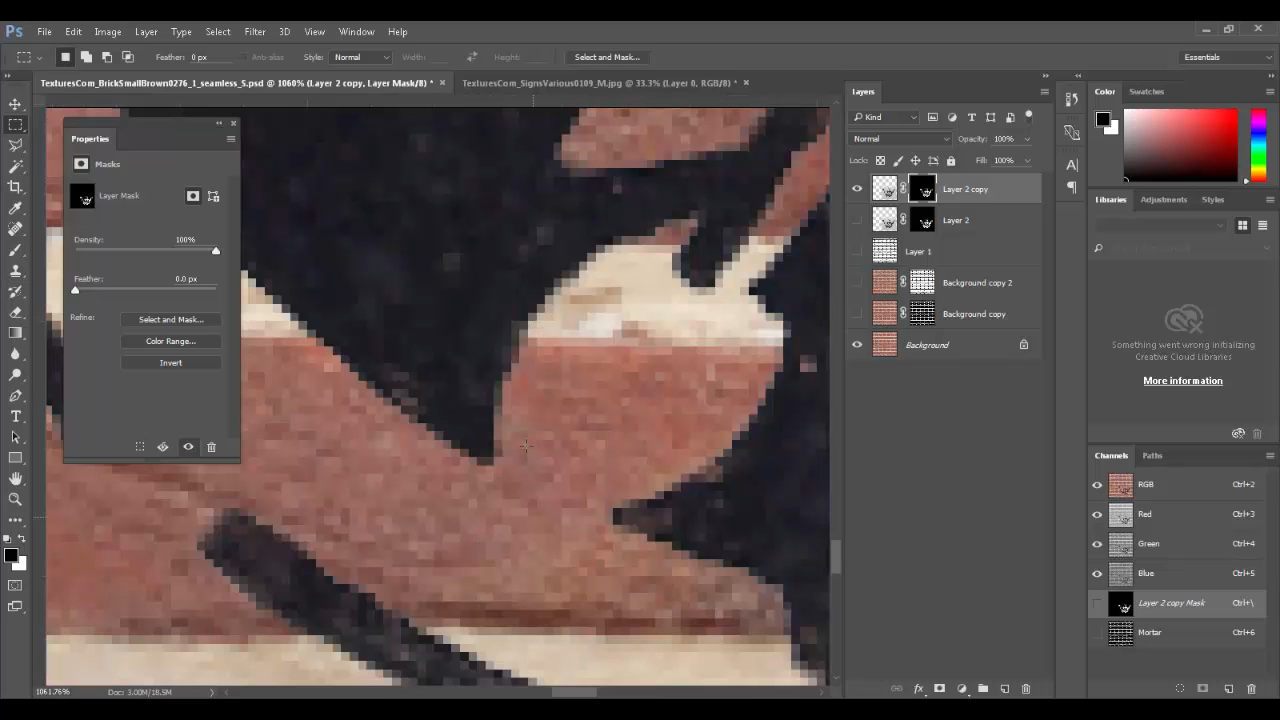 Ps File Edit Image Layer Type Select Filter 3D View Window Help
Feather: 0 px Anti-alias Style: Normal Width: Height: Select and Mask... Essentials
TexturesCom_BrickSmallBrown0276_1_seamless_S.psd @ 1060% (Layer 2 copy, Layer Mask/8) * TexturesCom_SignsVarious0109_M.jpg @ 33.3% (Layer 0, RGB/8) *
Properties
Masks
Layer Mask
Density: 100%
Feather: 0.0 px
Refine: Select and Mask...
Color Range...
Invert
Layers
Kind
Normal Opacity: 100%
Lock: Fill: 100%
Layer 2 copy
Layer 2
Layer 1
Background copy 2
Background copy
Background
Color Swatches
Libraries Adjustments Styles
Something went wrong initializing
Creative Cloud Libraries
More information
Channels Paths
RGB Ctrl+2
Red Ctrl+3
Green Ctrl+4
Blue Ctrl+5
Layer 2 copy Mask Ctrl+\
Mortar Ctrl+6
1061.76% Doc: 3.00M/18.5M